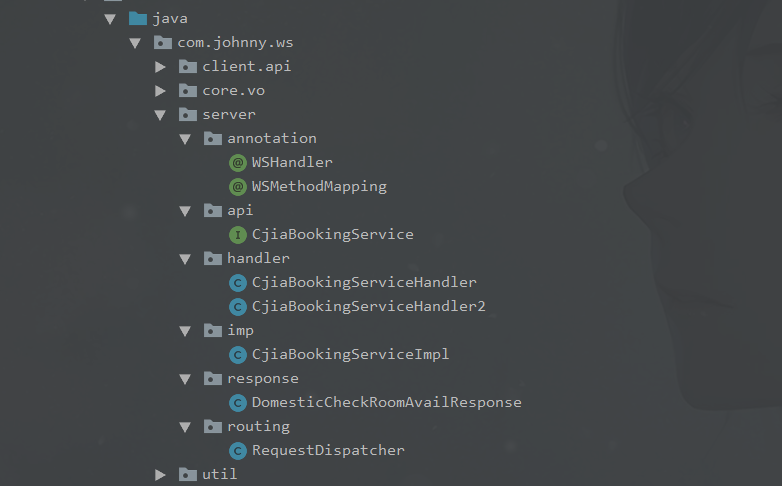 java
com.johnny.ws
client.api
core.vo
server
annotation
@ WSHandler
@ WSMethodMapping
api
I CjiaBookingService
handler
C CjiaBookingServiceHandler
C CjiaBookingServiceHandler2
imp
C CjiaBookingServiceImpl
response
C DomesticCheckRoomAvailResponse
routing
C RequestDispatcher
util